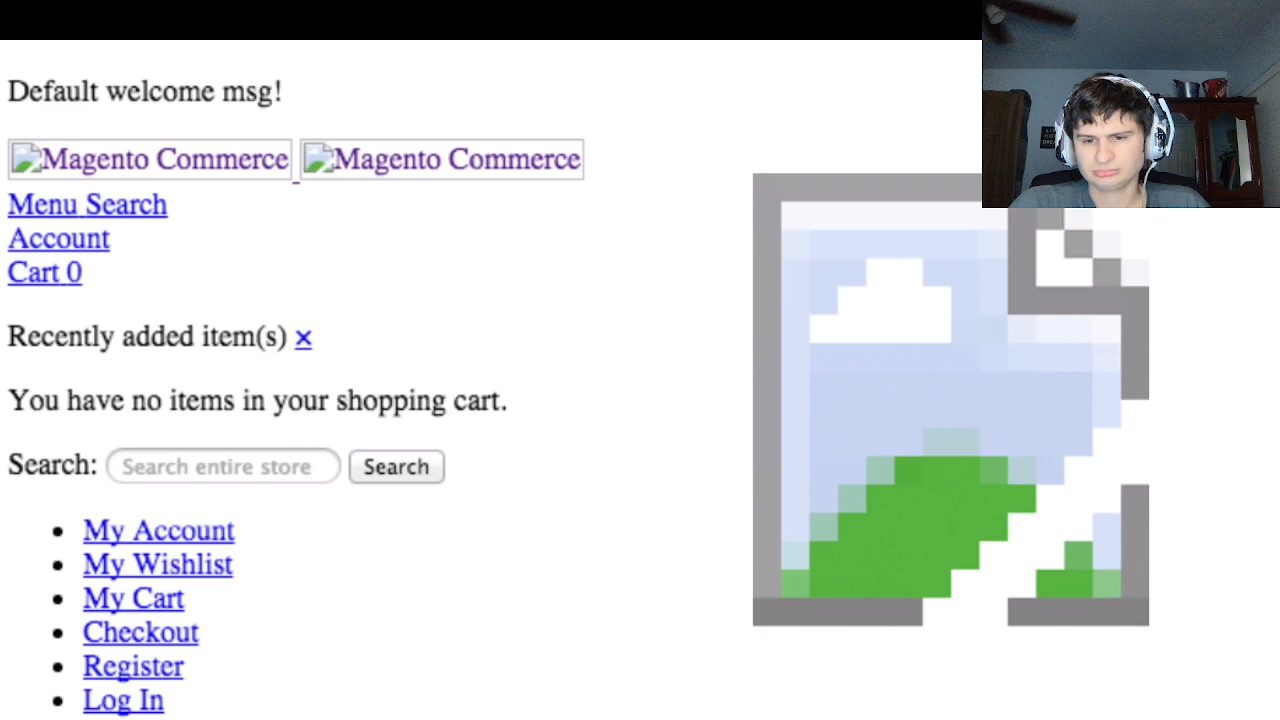 Default welcome msg!
Magento Commerce Magento Commerce
Menu Search
Account
Cart 0
Recently added item(s) ×
You have no items in your shopping cart.
Search: Search entire store Search
My Account
My Wishlist
My Cart
Checkout
Register
Log In